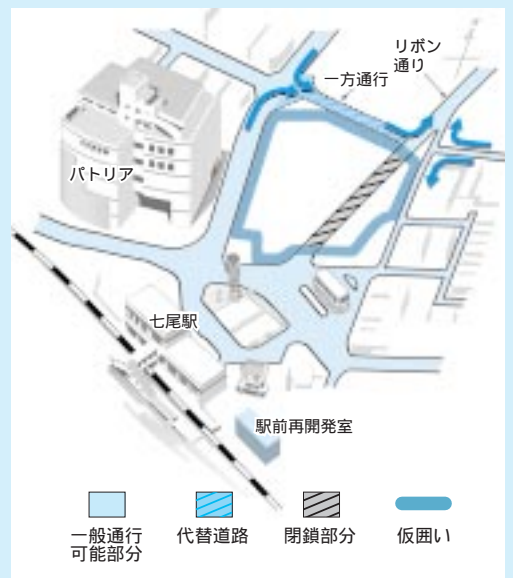 リボン
通り
一方通行
パトリア
七尾駅
駅前再開発室
一般通行
可能部分
代替道路
閉鎖部分
仮囲い